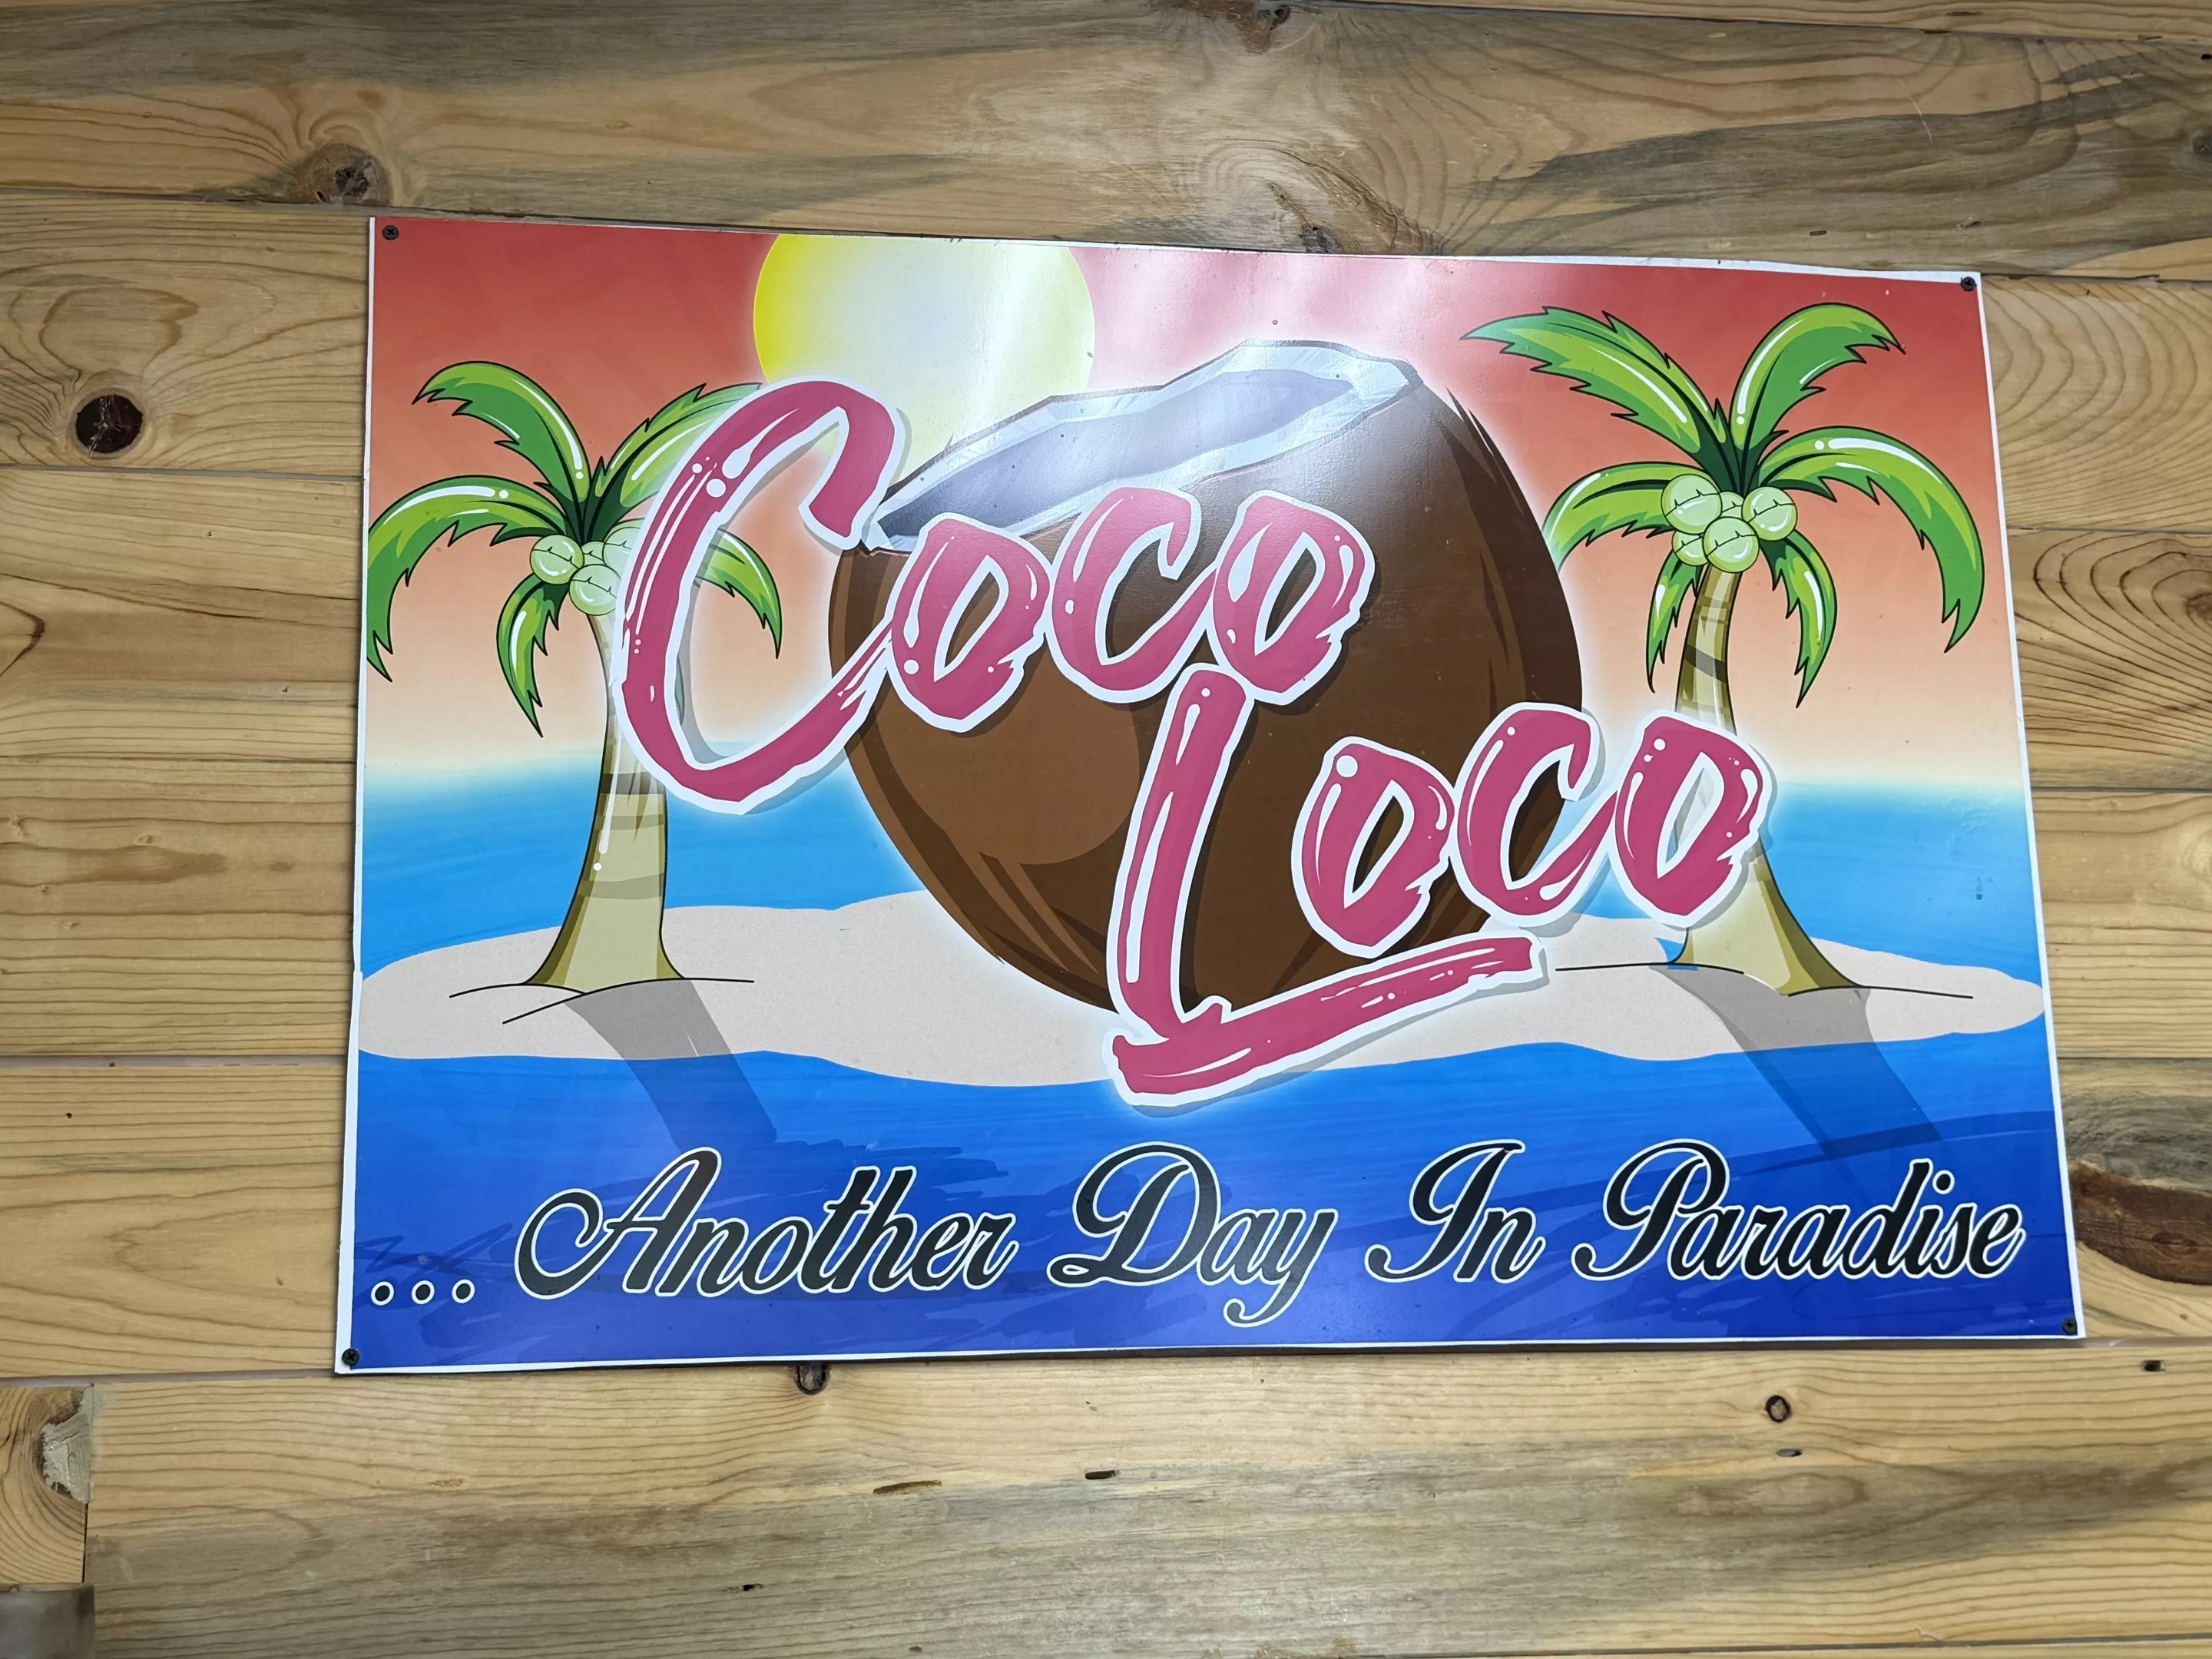 Coco
Loco
... Another Day In Paradise